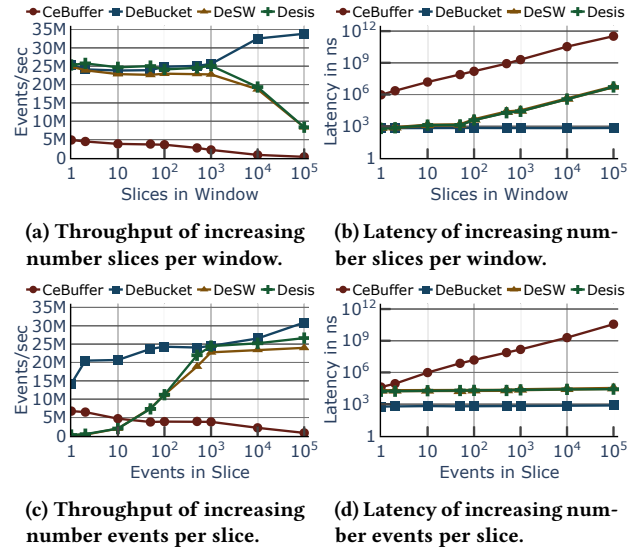 CeBuffer DeBucket DeSW Desis
Events/sec
35M
30M
25M
20M
15M
10M
5M
0
1 10 10² 10³ 10⁴ 10⁵
Slices in Window
(a) Throughput of increasing
number slices per window.
CeBuffer DeBucket DeSW Desis
Latency in ns
10¹²
10⁹
10⁶
10³
1
1 10 10² 10³ 10⁴ 10⁵
Slices in Window
(b) Latency of increasing num-
ber slices per window.
CeBuffer DeBucket DeSW Desis
Events/sec
35M
30M
25M
20M
15M
10M
5M
0
1 10 10² 10³ 10⁴ 10⁵
Events in Slice
(c) Throughput of increasing
number events per slice.
CeBuffer DeBucket DeSW Desis
Latency in ns
10¹²
10⁹
10⁶
10³
1
1 10 10² 10³ 10⁴ 10⁵
Events in Slice
(d) Latency of increasing num-
ber events per slice.